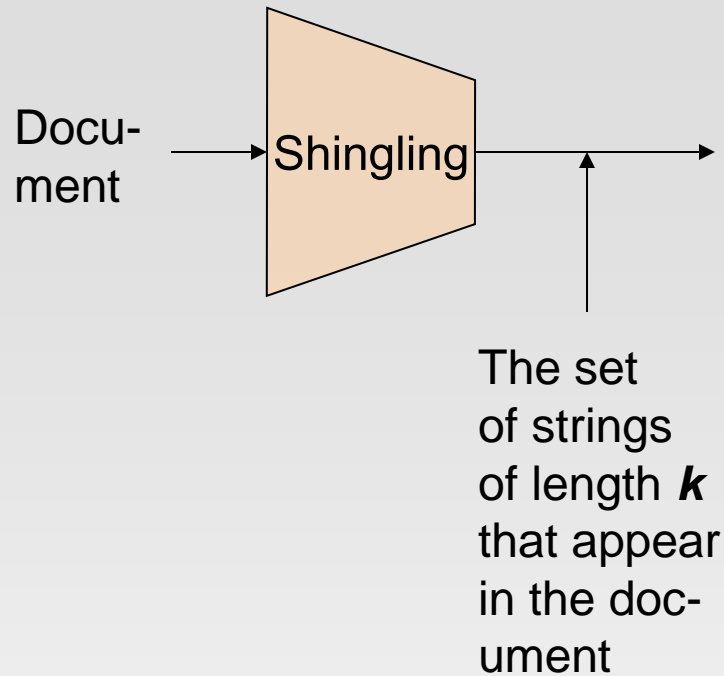 Docu-
ment
Shingling
The set
of strings
of length k
that appear
in the doc-
ument